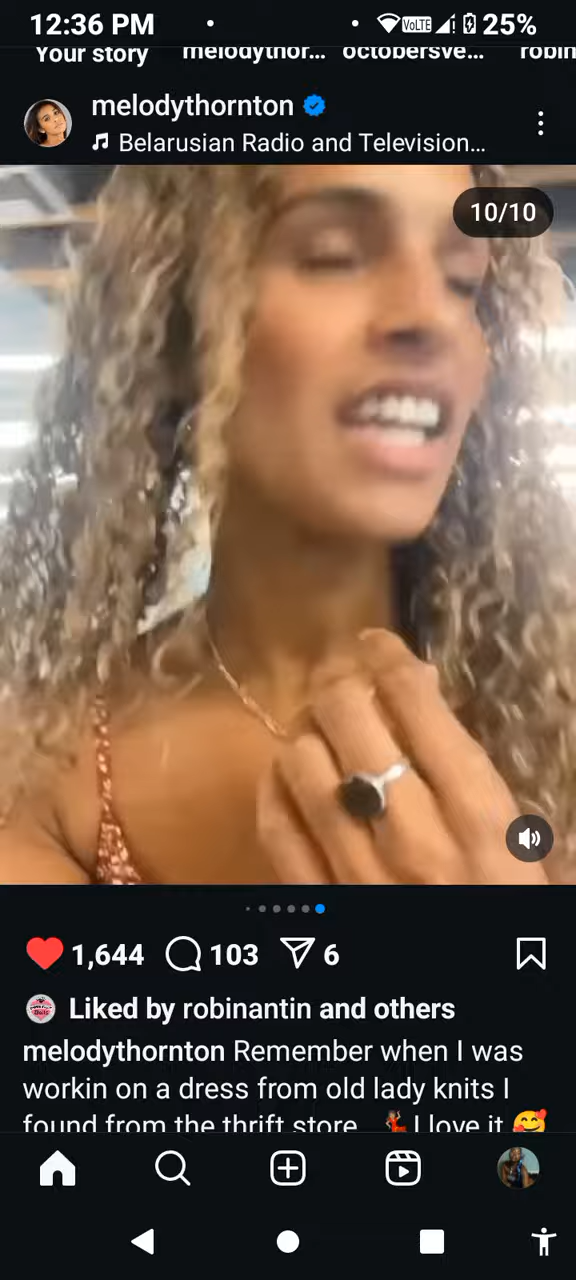 12:36 PM
VoLTE
25%
Your story melodythor... octobersve... robin
melodythornton
Belarusian Radio and Television...
10/10
1,644 103 6
Liked by robinantin and others
melodythornton Remember when I was
workin on a dress from old lady knits I
found from the thrift store 💃 I love it 🥰